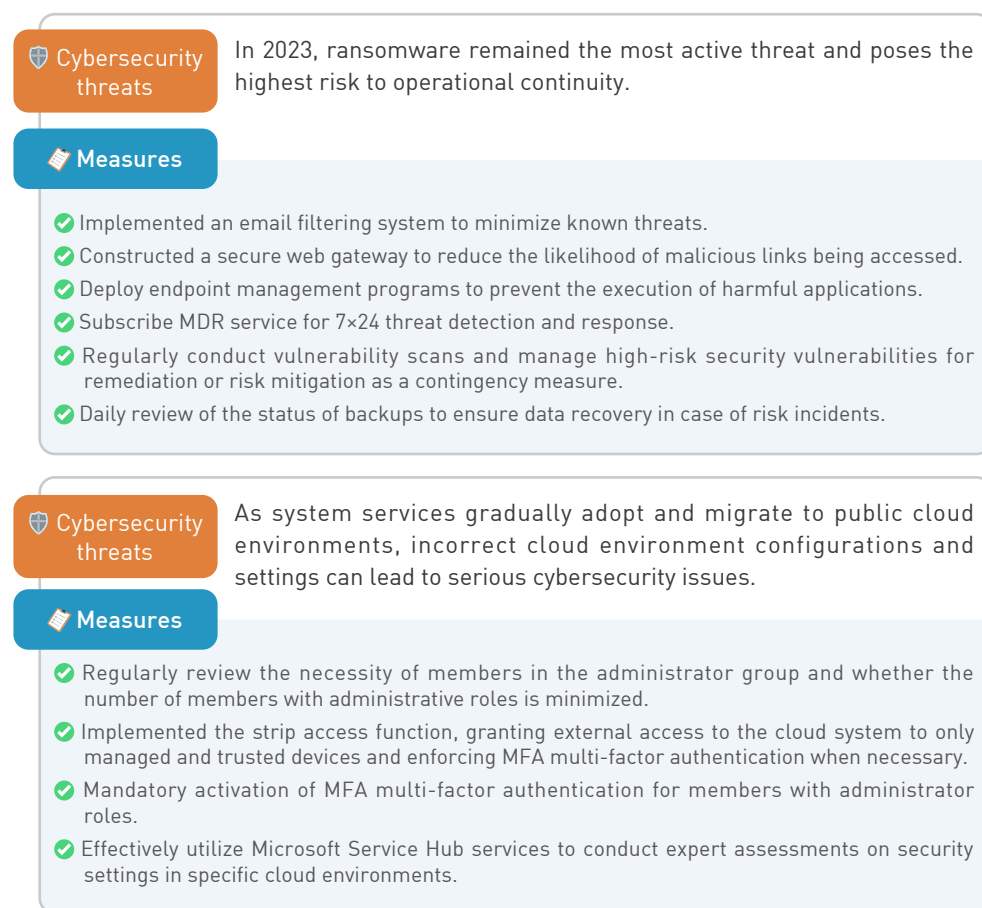 Cybersecurity
threats
In 2023, ransomware remained the most active threat and poses the
highest risk to operational continuity.
Measures
Implemented an email filtering system to minimize known threats.
Constructed a secure web gateway to reduce the likelihood of malicious links being accessed.
Deploy endpoint management programs to prevent the execution of harmful applications.
Subscribe MDR service for 7×24 threat detection and response.
Regularly conduct vulnerability scans and manage high-risk security vulnerabilities for
remediation or risk mitigation as a contingency measure.
Daily review of the status of backups to ensure data recovery in case of risk incidents.
Cybersecurity
threats
As system services gradually adopt and migrate to public cloud
environments, incorrect cloud environment configurations and
settings can lead to serious cybersecurity issues.
Measures
Regularly review the necessity of members in the administrator group and whether the
number of members with administrative roles is minimized.
Implemented the strip access function, granting external access to the cloud system to only
managed and trusted devices and enforcing MFA multi-factor authentication when necessary.
Mandatory activation of MFA multi-factor authentication for members with administrator
roles.
Effectively utilize Microsoft Service Hub services to conduct expert assessments on security
settings in specific cloud environments.